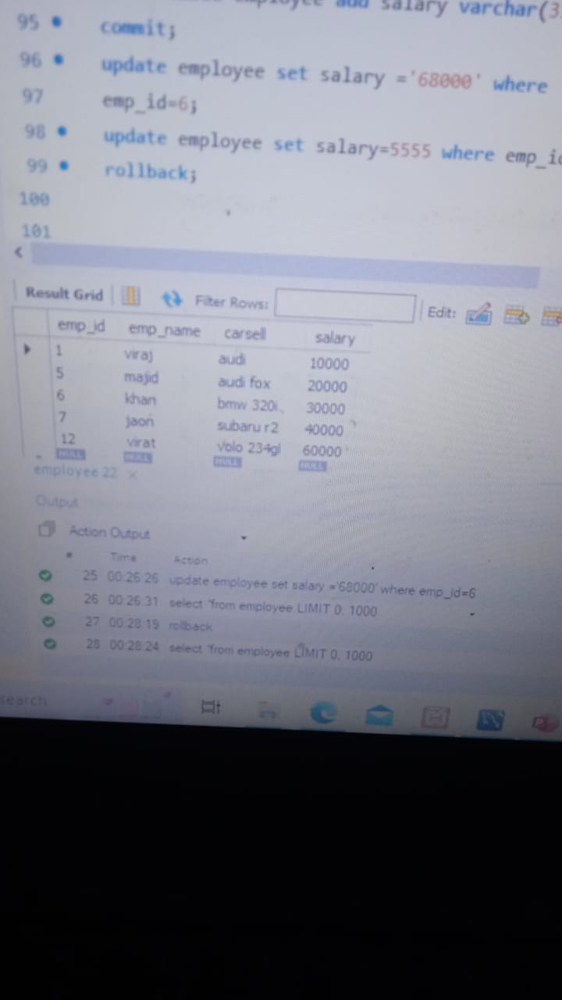 add salary varchar(3
95 commit;
96 update employee set salary ='68000' where
97 emp_id=6;
98 update employee set salary=5555 where emp_id
99 rollback;
100
101
Result Grid Filter Rows: Edit:
emp_id emp_name carsell salary
1 viraj audi 10000
5 majid audi fox 20000
6 khan bmw 320i 30000
7 jaon subaru r2 40000
12 virat volo 234gl 60000
NULL NULL NULL NULL
employee 22
Output
Action Output
# Time Action
25 00:26:26 update employee set salary ='68000' where emp_id=6
26 00:26:31 select *from employee LIMIT 0, 1000
27 00:28:19 rollback
28 00:28:24 select *from employee LIMIT 0, 1000
search